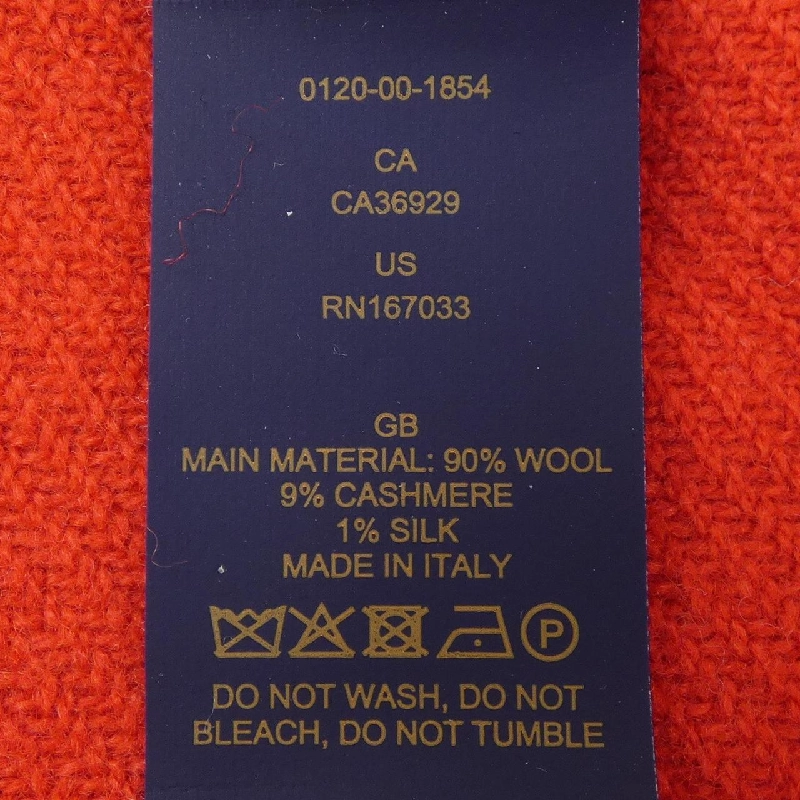 0120-00-1854
CA
CA36929
US
RN167033
GB
MAIN MATERIAL: 90% WOOL
9% CASHMERE
1% SILK
MADE IN ITALY
P
DO NOT WASH, DO NOT
BLEACH, DO NOT TUMBLE